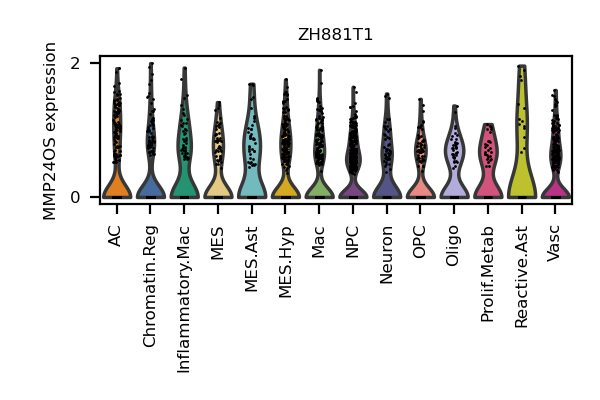 ZH881T1
MMP24OS expression
2
0
AC
Chromatin.Reg
Inflammatory.Mac
MES
MES.Ast
MES.Hyp
Mac
NPC
Neuron
OPC
Oligo
Prolif.Metab
Reactive.Ast
Vasc